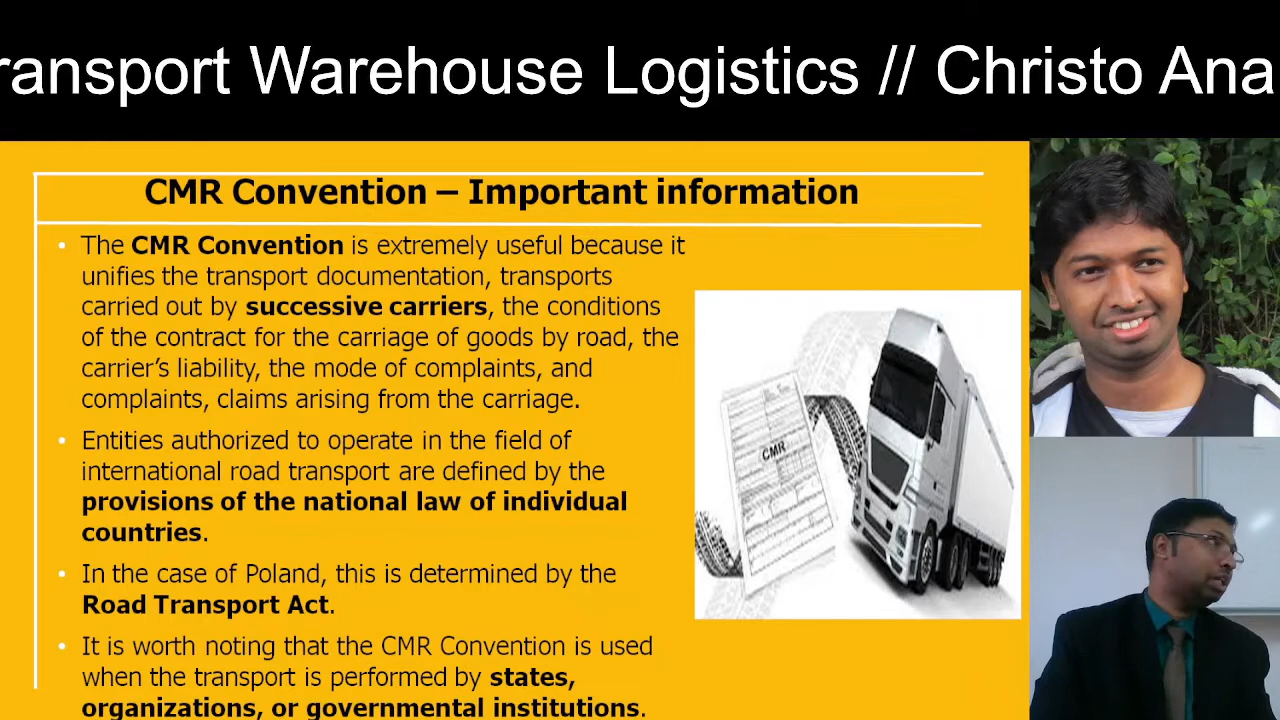 ransport Warehouse Logistics // Christo Ana
CMR Convention – Important information
• The CMR Convention is extremely useful because it
unifies the transport documentation, transports
carried out by successive carriers, the conditions
of the contract for the carriage of goods by road, the
carrier’s liability, the mode of complaints, and
complaints, claims arising from the carriage.
• Entities authorized to operate in the field of
international road transport are defined by the
provisions of the national law of individual
countries.
• In the case of Poland, this is determined by the
Road Transport Act.
• It is worth noting that the CMR Convention is used
when the transport is performed by states,
organizations, or governmental institutions.
CMR